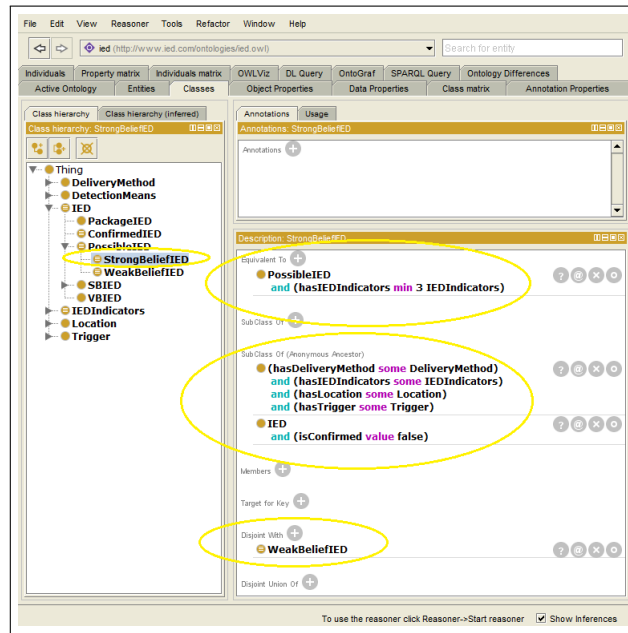 File Edit View Reasoner Tools Refactor Window Help
ied (http://www.ied.com/ontologies/ied.owl)
Search for entity
Individuals Property matrix Individuals matrix OWLViz DL Query OntoGraf SPARQL Query Ontology Differences
Active Ontology Entities Classes Object Properties Data Properties Class matrix Annotation Properties
Class hierarchy Class hierarchy (inferred)
Class hierarchy: StrongBeliefIED
Thing
DeliveryMethod
DetectionMeans
IED
PackageIED
ConfirmedIED
PossibleIED
StrongBeliefIED
WeakBeliefIED
SBIED
VBIED
IEDIndicators
Location
Trigger
Annotations Usage
Annotations: StrongBeliefIED
Annotations
Description: StrongBeliefIED
Equivalent To
PossibleIED
and (hasIEDIndicators min 3 IEDIndicators)
SubClass Of
SubClass Of (Anonymous Ancestor)
(hasDeliveryMethod some DeliveryMethod)
and (hasIEDIndicators some IEDIndicators)
and (hasLocation some Location)
and (hasTrigger some Trigger)
IED
and (isConfirmed value false)
Members
Target for Key
Disjoint With
WeakBeliefIED
Disjoint Union Of
To use the reasoner click Reasoner->Start reasoner Show Inferences